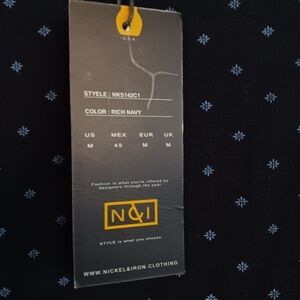 USA
STYELE : NKS142C1
COLOR : RICH NAVY
US MEX EUR UK
M 40 M M
Fashion is what you're offered by
designers through the year
N&I
STYLE is what you choose
WWW.NICKEL&IRON.CLOTHING